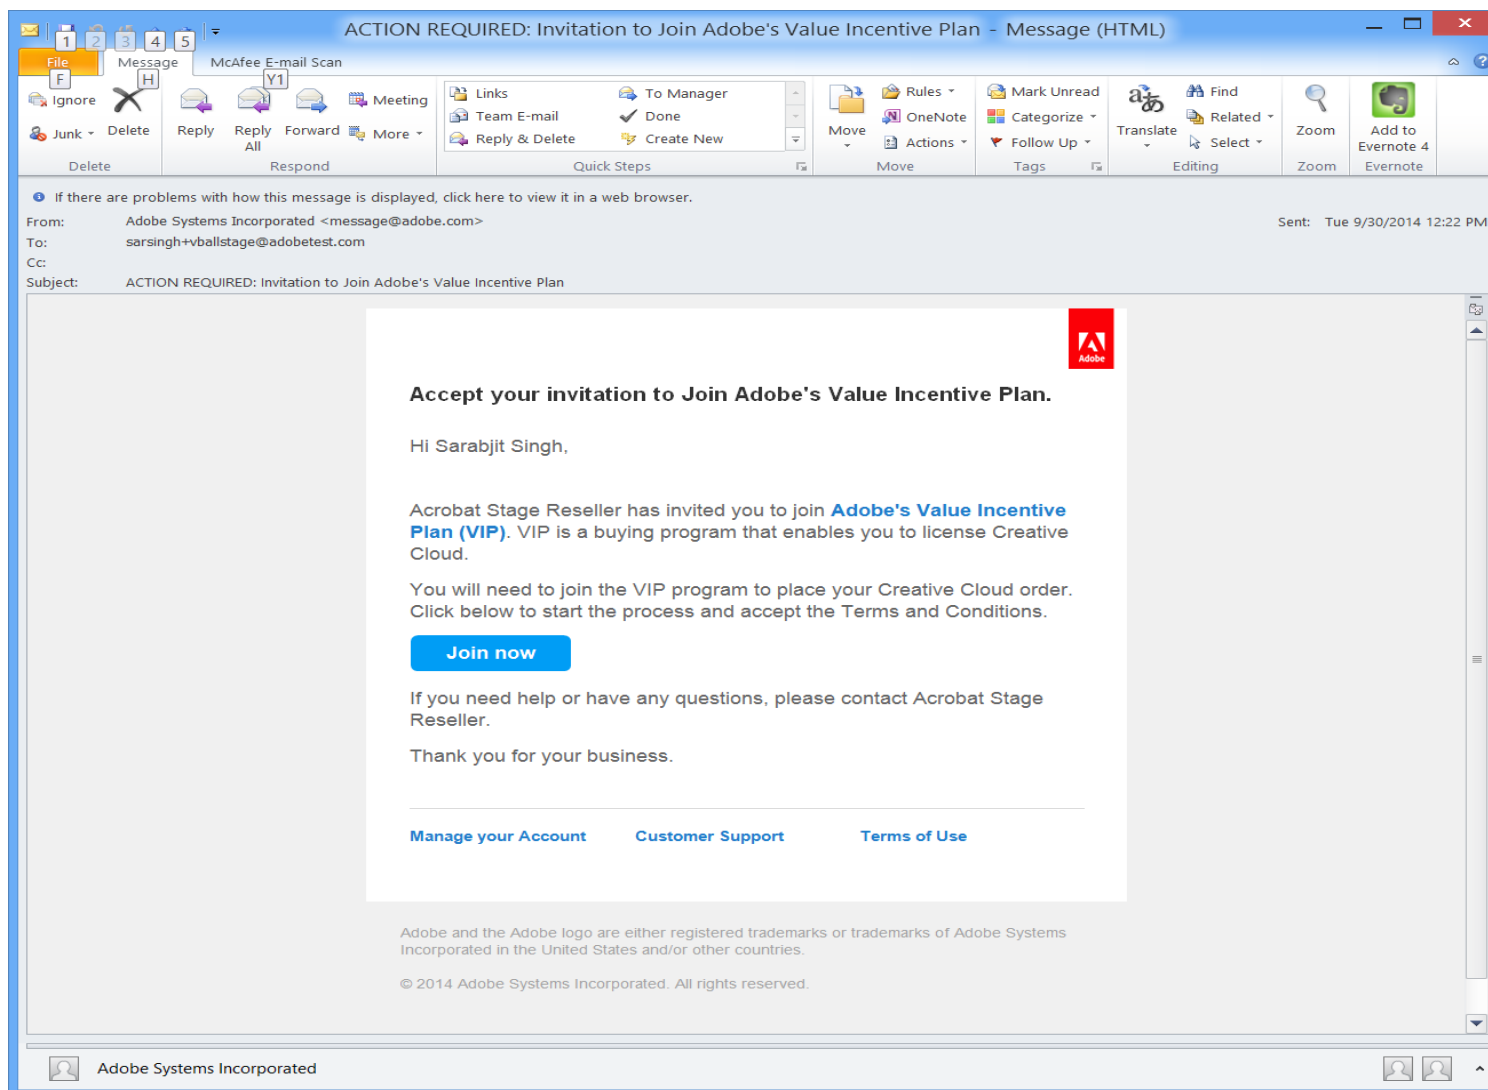 ACTION REQUIRED: Invitation to Join Adobe's Value Incentive Plan - Message (HTML)
1 2 3 4 5
File Message McAfee E-mail Scan
F H Y1
Ignore
Junk
Delete
Reply
Reply All
Forward
Meeting
More
Links
Team E-mail
Reply & Delete
To Manager
Done
Create New
Move
Rules
OneNote
Actions
Mark Unread
Categorize
Follow Up
Translate
Find
Related
Select
Zoom
Add to Evernote 4
Delete Respond Quick Steps Move Tags Editing Zoom Evernote
If there are problems with how this message is displayed, click here to view it in a web browser.
From: Adobe Systems Incorporated <message@adobe.com> Sent: Tue 9/30/2014 12:22 PM
To: sarsingh+vballstage@adobetest.com
Cc:
Subject: ACTION REQUIRED: Invitation to Join Adobe's Value Incentive Plan
Adobe
Accept your invitation to Join Adobe's Value Incentive Plan.
Hi Sarabjit Singh,
Acrobat Stage Reseller has invited you to join Adobe's Value Incentive
Plan (VIP). VIP is a buying program that enables you to license Creative
Cloud.
You will need to join the VIP program to place your Creative Cloud order.
Click below to start the process and accept the Terms and Conditions.
Join now
If you need help or have any questions, please contact Acrobat Stage
Reseller.
Thank you for your business.
Manage your Account Customer Support Terms of Use
Adobe and the Adobe logo are either registered trademarks or trademarks of Adobe Systems
Incorporated in the United States and/or other countries.
© 2014 Adobe Systems Incorporated. All rights reserved.
Adobe Systems Incorporated